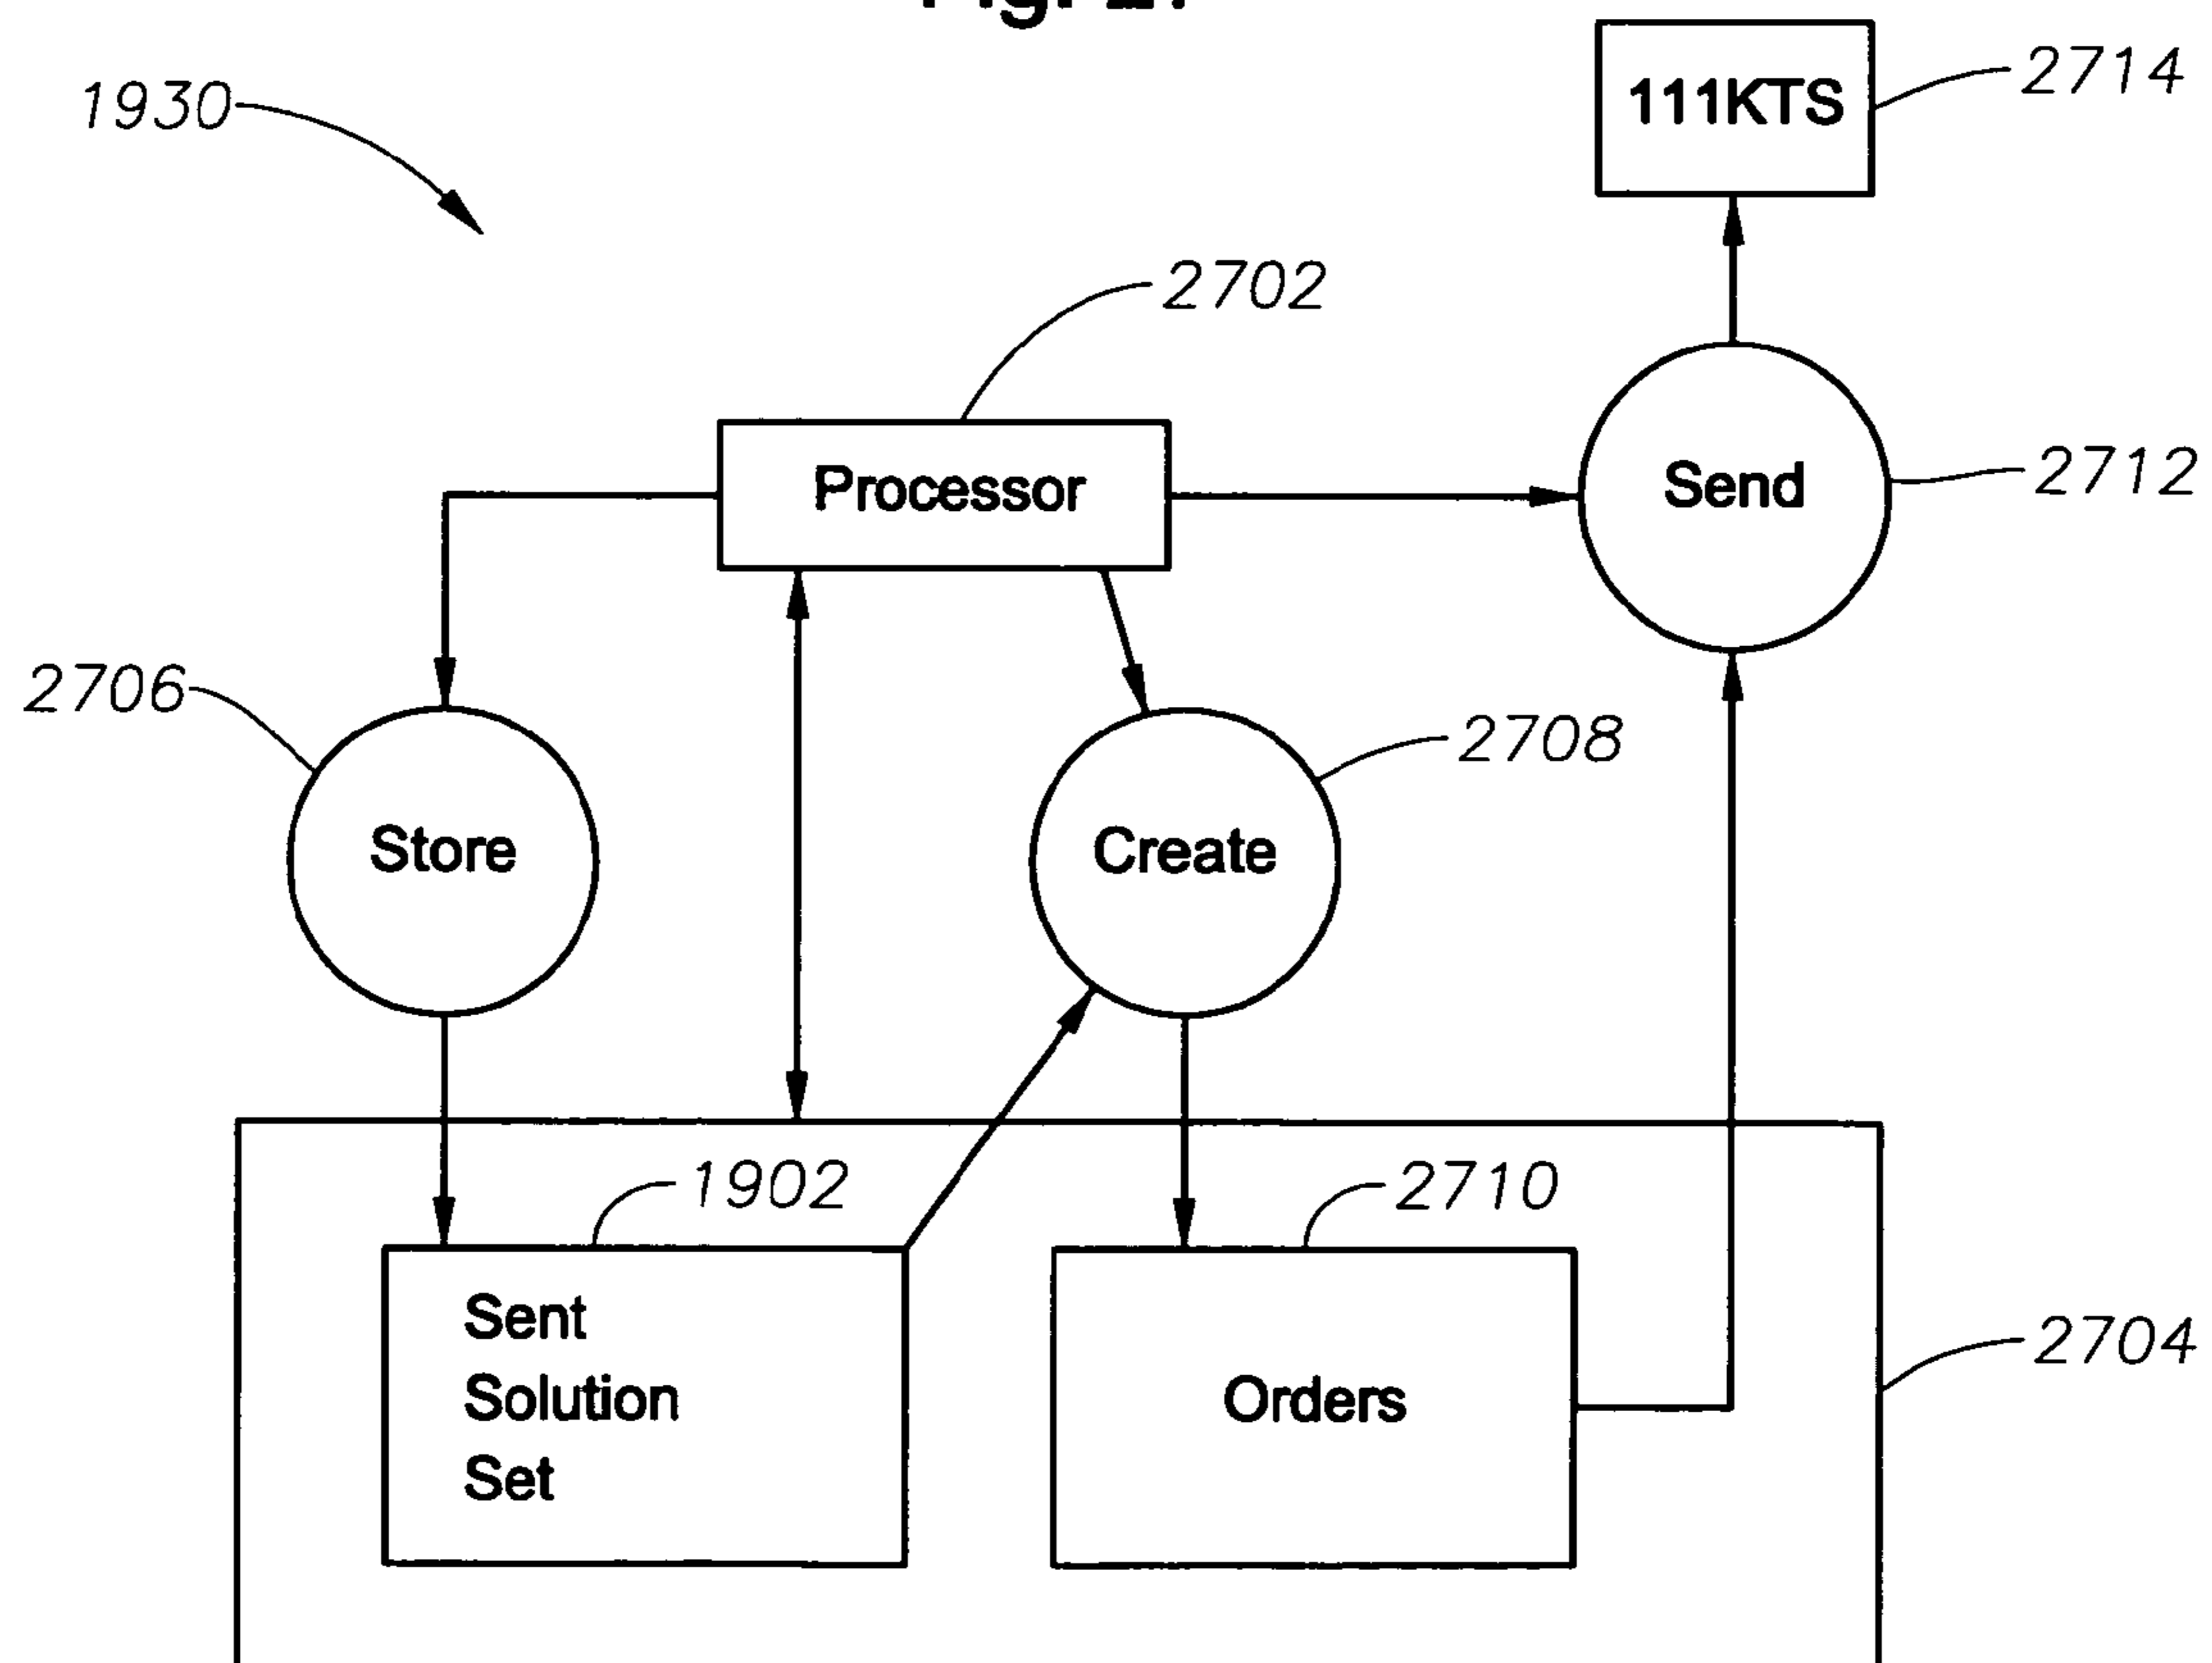 1930
111KTS
2714
2702
Processor
Send
2712
2706
2708
Store
Create
1902
2710
Sent
Solution
Set
Orders
2704